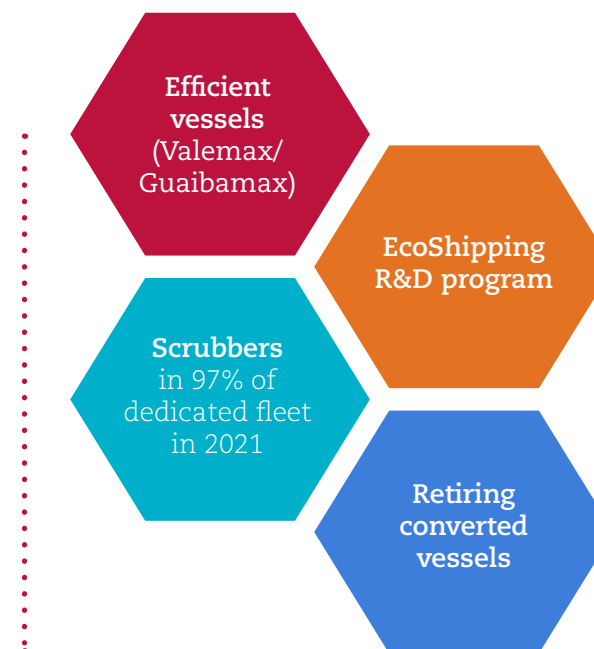 Efficient
vessels
(Valemax/
Guaibamax)
EcoShipping
R&D program
Scrubbers
in 97% of
dedicated fleet
in 2021
Retiring
converted
vessels